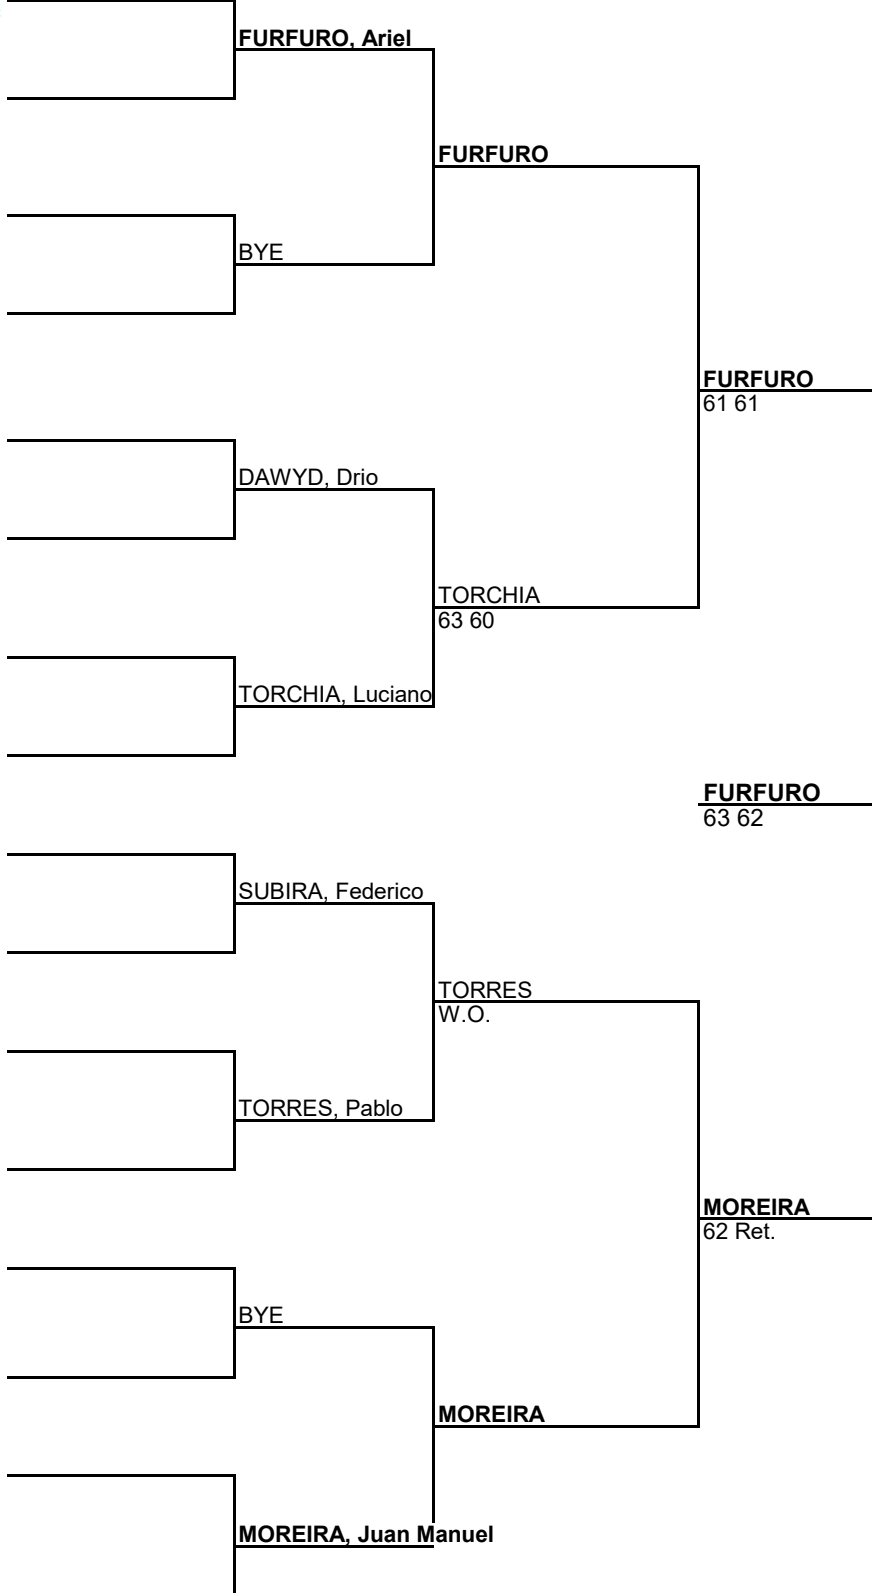 FURFURO, Ariel
FURFURO
BYE
FURFURO
61 61
DAWYD, Drio
TORCHIA
63 60
TORCHIA, Luciano
FURFURO
63 62
SUBIRA, Federico
TORRES
W.O.
TORRES, Pablo
MOREIRA
62 Ret.
BYE
MOREIRA
MOREIRA, Juan Manuel